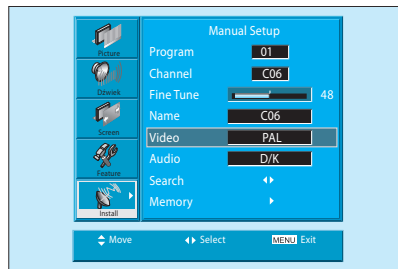 Manual Setup
Picture
Dźwiek
Screen
Feature
Install
Program 01
Channel C06
Fine Tune 48
Name C06
Video PAL
Audio D/K
Search
Memory
Move Select MENU Exit